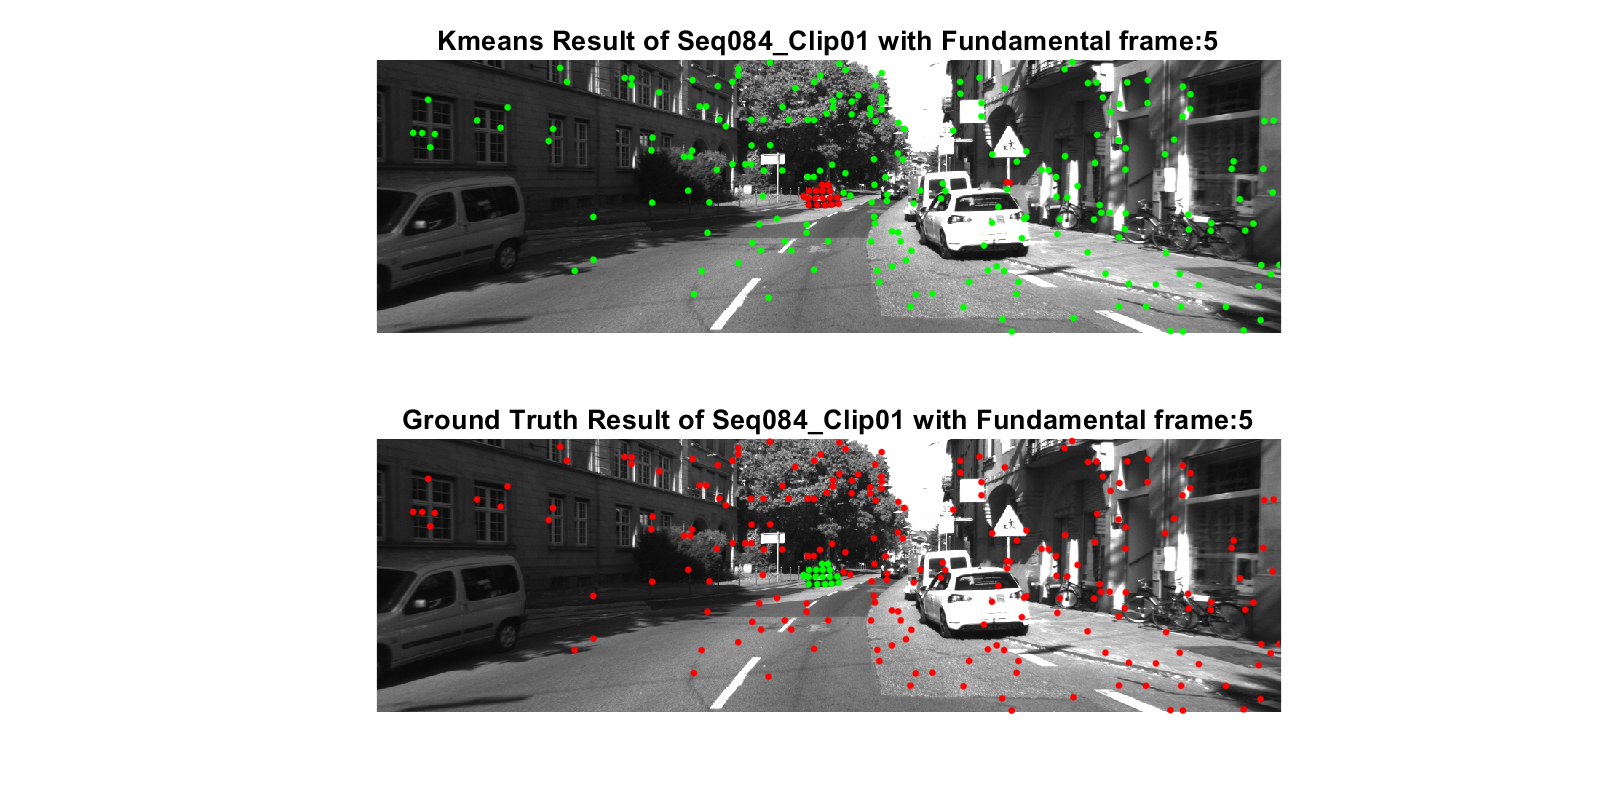 Kmeans Result of Seq084_Clip01 with Fundamental frame:5
Ground Truth Result of Seq084_Clip01 with Fundamental frame:5